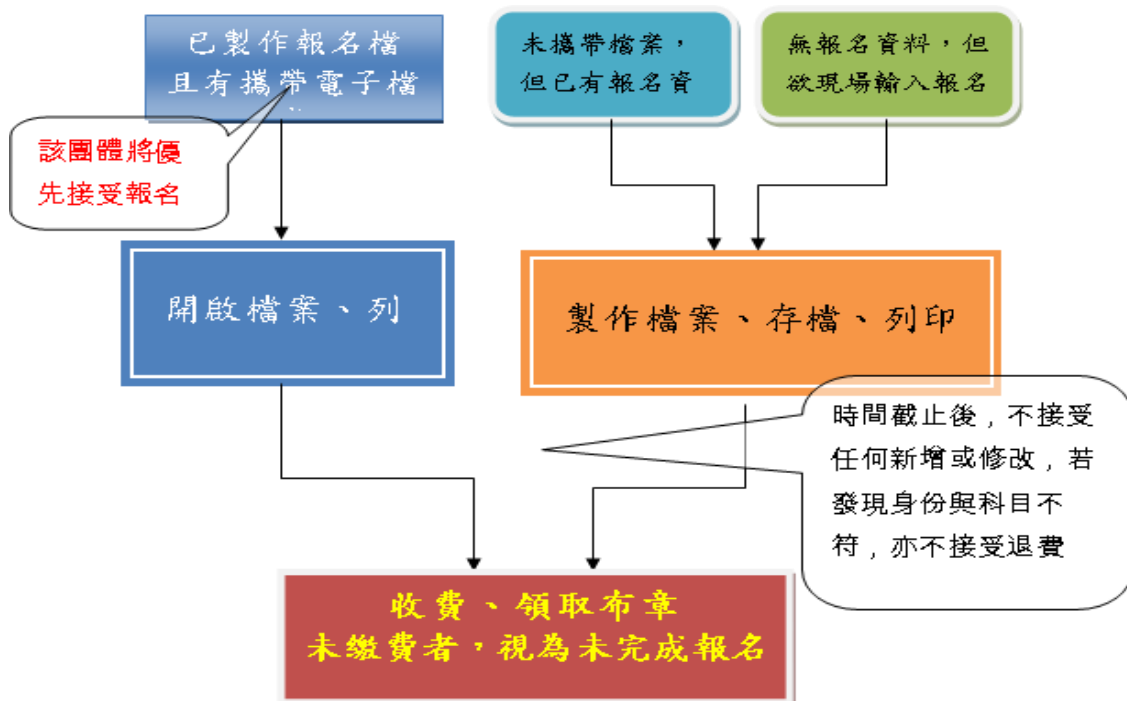 已製作報名檔
且有攜帶電子檔
未攜帶檔案，
但已有報名資
無報名資料，但
欲現場輸入報名
該團體將優
先接受報名
開啟檔案、列
製作檔案、存檔、列印
時間截止後，不接受
任何新增或修改，若
發現身份與科目不
符，亦不接受退費
收費、領取布章
未繳費者，視為未完成報名